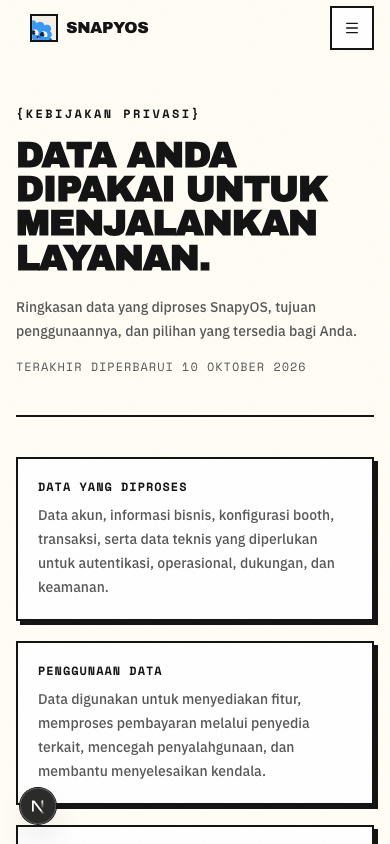 SNAPYOS
{KEBIJAKAN PRIVASI}
DATA ANDA
DIPAKAI UNTUK
MENJALANKAN
LAYANAN.
Ringkasan data yang diproses SnapyOS, tujuan
penggunaannya, dan pilihan yang tersedia bagi Anda.
TERAKHIR DIPERBARUI 10 OKTOBER 2026
DATA YANG DIPROSES
Data akun, informasi bisnis, konfigurasi booth,
transaksi, serta data teknis yang diperlukan
untuk autentikasi, operasional, dukungan, dan
keamanan.
PENGGUNAAN DATA
Data digunakan untuk menyediakan fitur,
memproses pembayaran melalui penyedia
terkait, mencegah penyalahgunaan, dan
membantu menyelesaikan kendala.
N